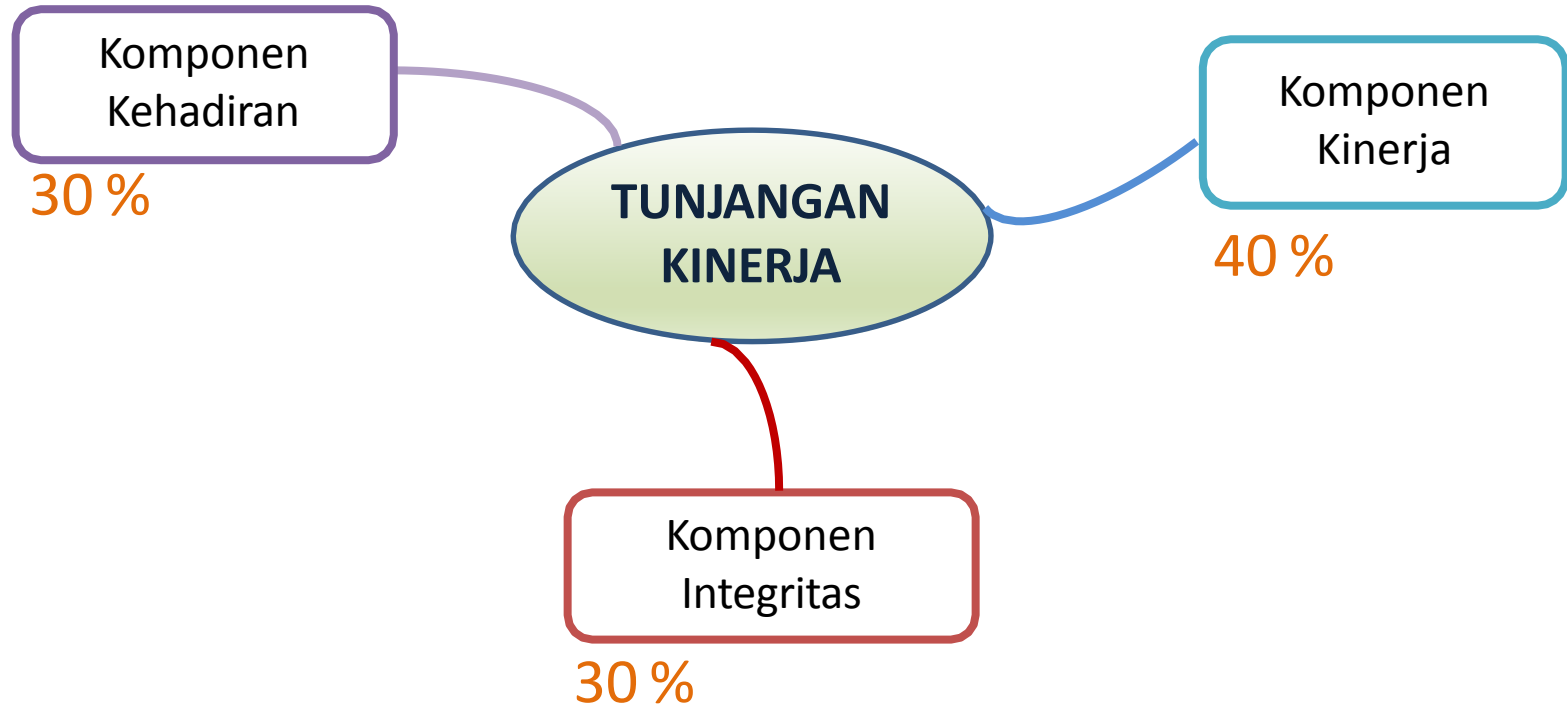 Komponen
Kehadiran
30 %
TUNJANGAN
KINERJA
Komponen
Kinerja
40 %
Komponen
Integritas
30 %